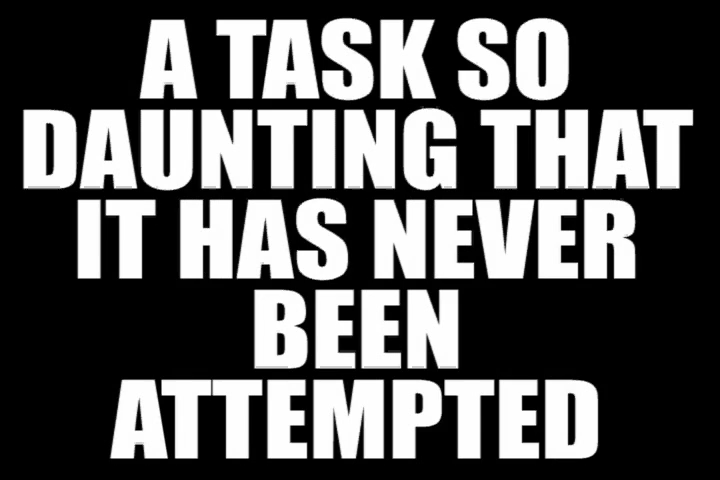 A TASK SO
DAUNTING THAT
IT HAS NEVER
BEEN
ATTEMPTED